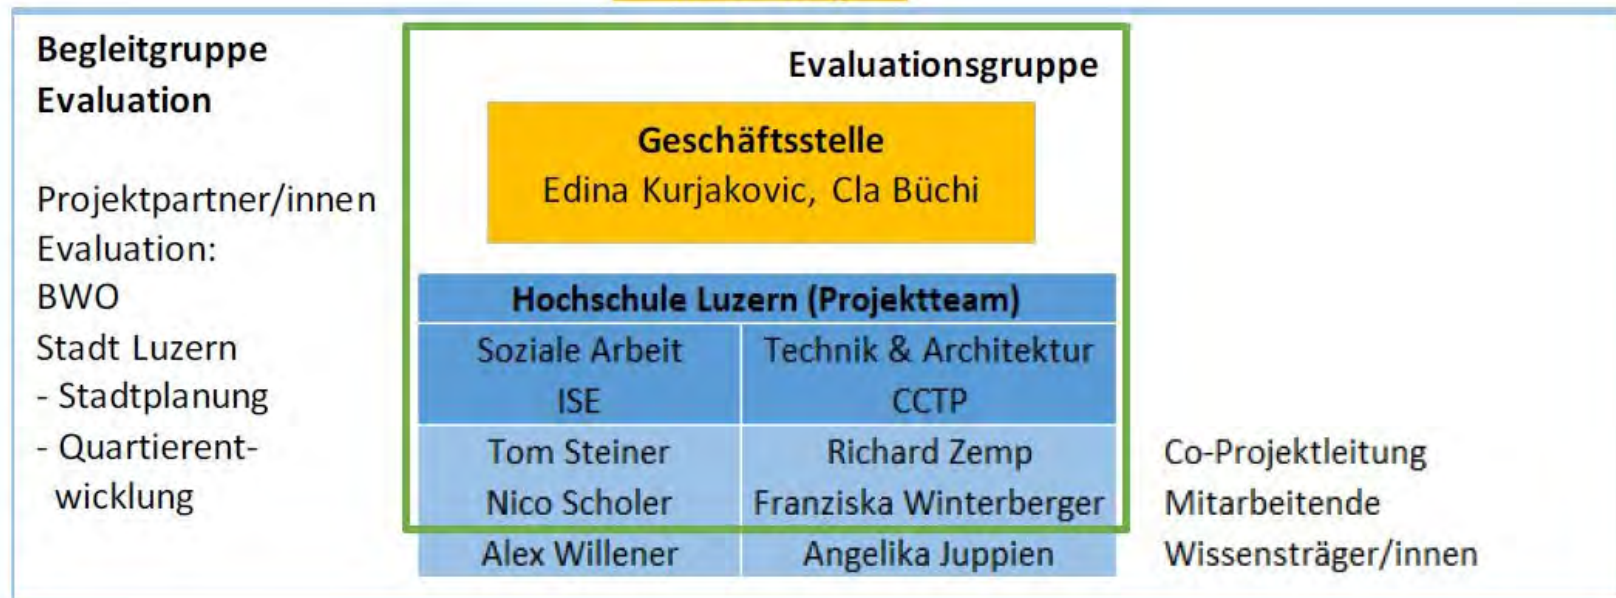 Begleitgruppe
Evaluation
Projektpartner/innen
Evaluation:
BWO
Stadt Luzern
- Stadtplanung
- Quartierent-
wicklung
Evaluationsgruppe
Geschäftsstelle
Edina Kurjakovic, Cla Büchi
Hochschule Luzern (Projektteam)
Soziale Arbeit Technik & Architektur
ISE CCTP
Tom Steiner Richard Zemp Co-Projektleitung
Nico Scholer Franziska Winterberger Mitarbeitende
Alex Willener Angelika Juppien Wissensträger/innen